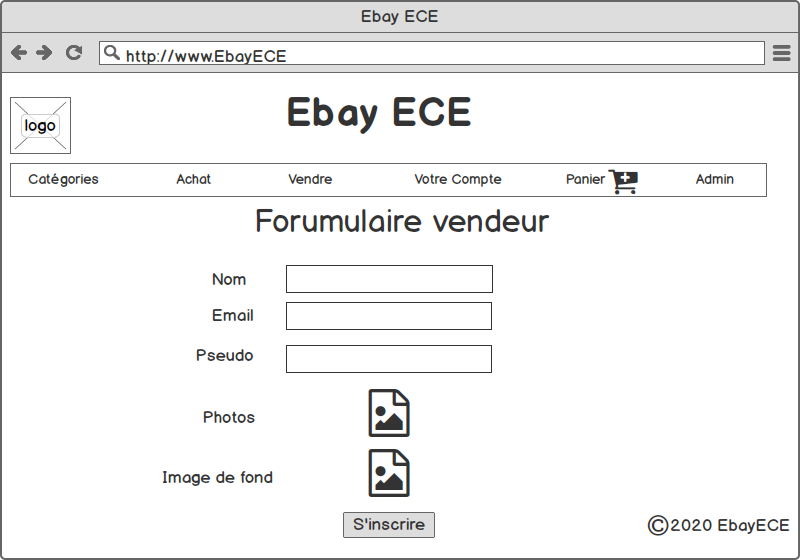 Ebay ECE
http://www.EbayECE
logo
Ebay ECE
Catégories Achat Vendre Votre Compte Panier Admin
Forumulaire vendeur
Nom
Email
Pseudo
Photos
Image de fond
S'inscrire
©2020 EbayECE